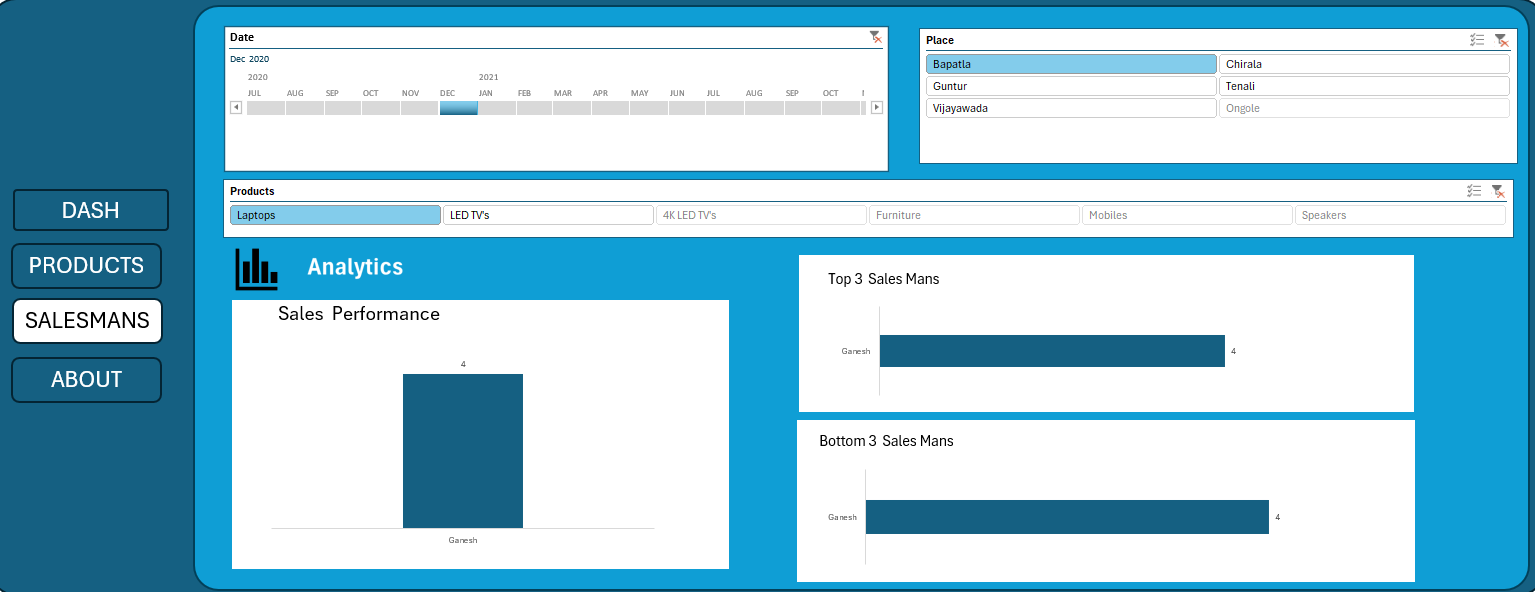 Date
Dec 2020
2020 2021
JUL AUG SEP OCT NOV DEC JAN FEB MAR APR MAY JUN JUL AUG SEP OCT
Place
Bapatla Chirala
Guntur Tenali
Vijayawada Ongole
Products
Laptops LED TV's 4K LED TV's Furniture Mobiles Speakers
DASH
PRODUCTS
SALESMANS
ABOUT
Analytics
Sales Performance
4
Ganesh
Top 3 Sales Mans
Ganesh 4
Bottom 3 Sales Mans
Ganesh 4